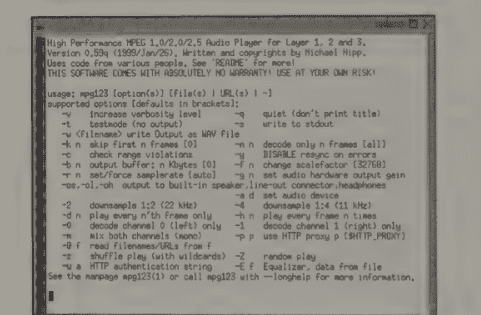 High Performance MPEG 1.0/2.0/2.5 Audio Player for Layer 1, 2 and 3.
Version 0.59q (1999/Jan/26). Written and copyrights by Michael Hipp.
Uses code from various people. See 'README' for more!
THIS SOFTWARE COMES WITH ABSOLUTELY NO WARRANTY! USE AT YOUR OWN RISK!
usage: mpg123 [option(s)] [file(s) | URL(s) | -]
supported options [defaults in brackets]:
-v increase verbosity level -q quiet (don't print title)
-t testmode (no output) -s write to stdout
-w <filename> write Output as WAV file
-k n skip first n frames [0] -n n decode only n frames [all]
-c check range violations -y DISABLE resync on errors
-b n output buffer: n Kbytes [0] -f n change scalefactor [32768]
-r n set/force samplerate [auto] -g n set audio hardware output gain
-os,-ol,-oh output to built-in speaker,line-out connector,headphones
-a d set audio device
-2 downsample 1:2 (22 kHz) -4 downsample 1:4 (11 kHz)
-d n play every n'th frame only -h n play every frame n times
-0 decode channel 0 (left) only -1 decode channel 1 (right) only
-m mix both channels (mono) -p p use HTTP proxy p [$HTTP_PROXY]
-@ f read filenames/URLs from f
-z shuffle play (with wildcards) -Z random play
-u a HTTP authentication string -E f Equalizer, data from file
See the manpage mpg123(1) or call mpg123 with --longhelp for more information.